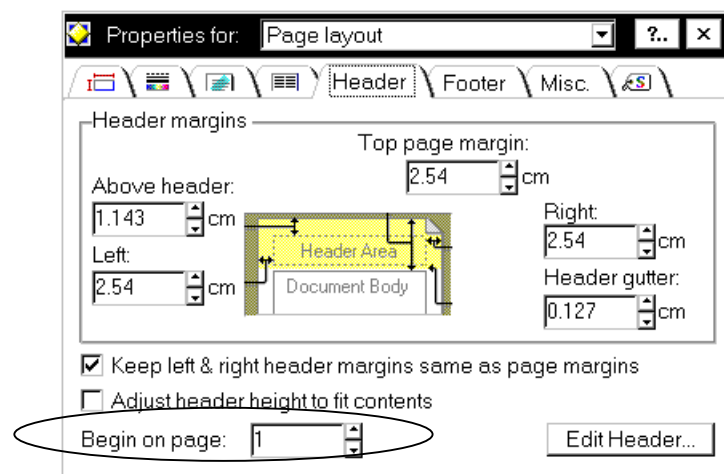 Properties for: Page layout ?.. ×
Header Footer Misc. S
Header margins
Top page margin:
2.54 cm
Above header:
1.143 cm
Right:
2.54 cm
Left:
2.54 cm
Header gutter:
0.127 cm
Header Area
Document Body
Keep left & right header margins same as page margins
Adjust header height to fit contents
Begin on page: 1 Edit Header...